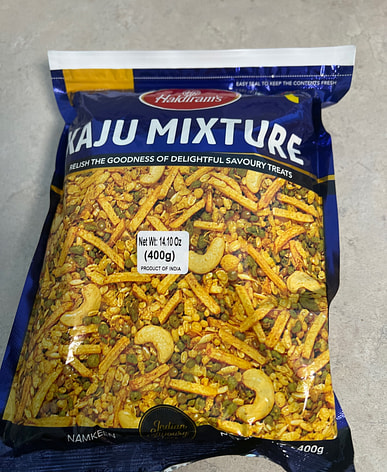 EASY SEAL TO KEEP THE CONTENTS FRESH
Haldiram's
KAJU MIXTURE
RELISH THE GOODNESS OF DELIGHTFUL SAVOURY TREATS
Net Wt: 14.10 Oz
(400g)
PRODUCT OF INDIA
NAMKEEN
400g